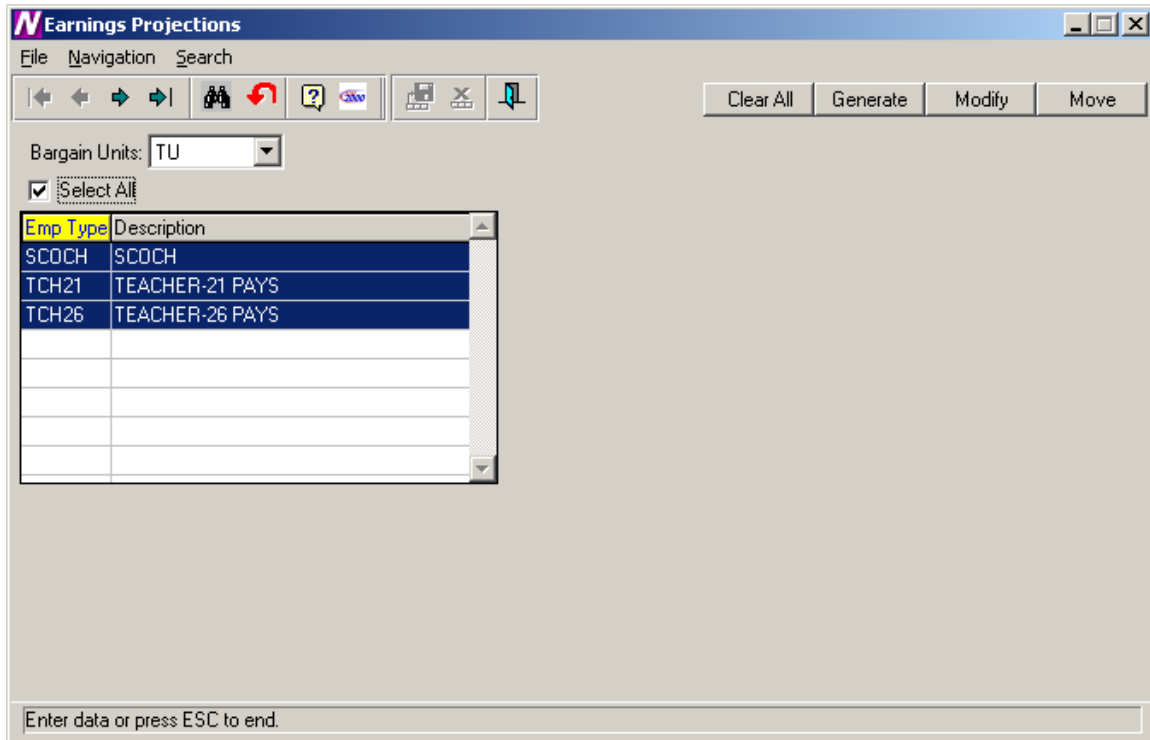 Earnings Projections
File Navigation Search
Clear All Generate Modify Move
Bargain Units: TU
Select All
Emp Type Description
SCOCH SCOCH
TCH21 TEACHER-21 PAYS
TCH26 TEACHER-26 PAYS
Enter data or press ESC to end.